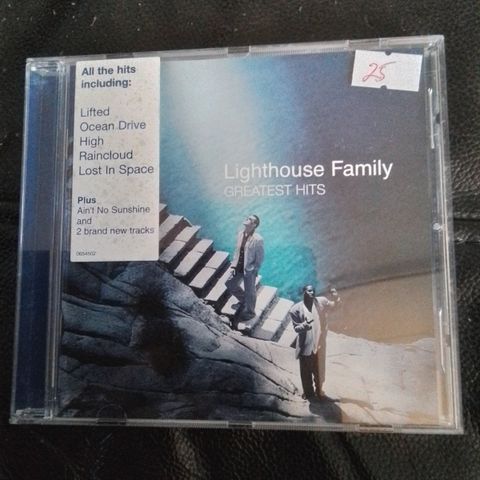 All the hits
including:
Lifted
Ocean Drive
High
Raincloud
Lost In Space
Plus
Ain't No Sunshine
and
2 brand new tracks
0654502
25
Lighthouse Family
GREATEST HITS